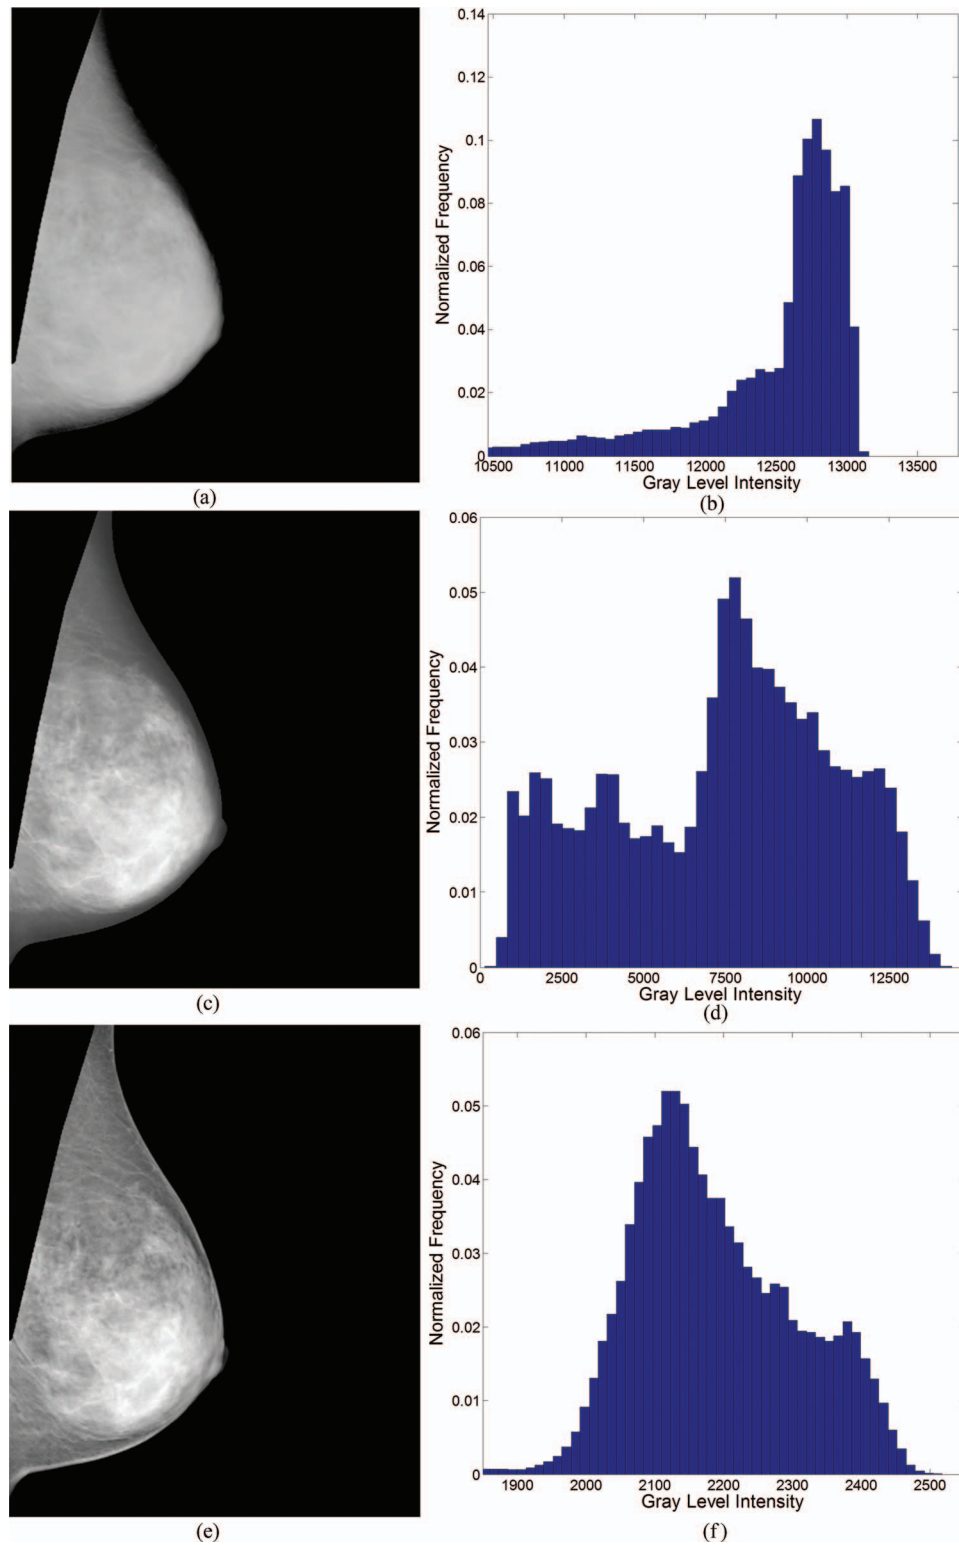 0.14
0.12
0.1
0.08
0.06
0.04
0.02
0
Normalized Frequency
10500 11000 11500 12000 12500 13000 13500
Gray Level Intensity
(a)
(b)
0.06
0.05
0.04
0.03
0.02
0.01
0
Normalized Frequency
0 2500 5000 7500 10000 12500
Gray Level Intensity
(c)
(d)
0.06
0.05
0.04
0.03
0.02
0.01
0
Normalized Frequency
1900 2000 2100 2200 2300 2400 2500
Gray Level Intensity
(e)
(f)